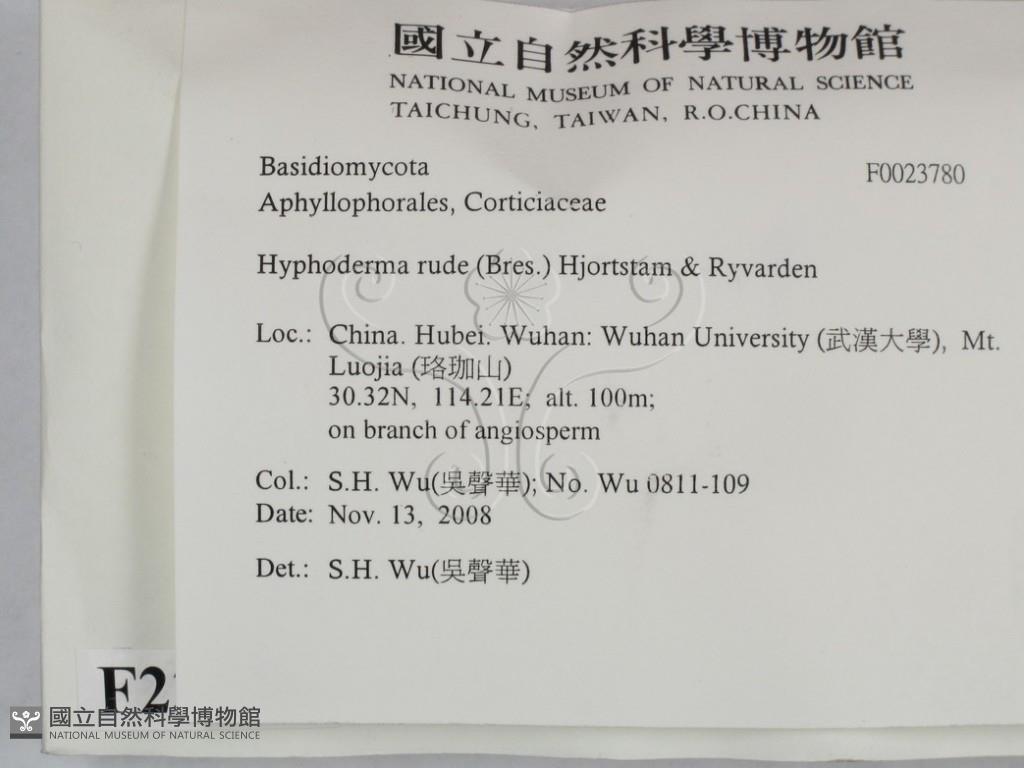 國立自然科學博物館
NATIONAL MUSEUM OF NATURAL SCIENCE
TAICHUNG, TAIWAN, R.O.CHINA
Basidiomycota F0023780
Aphyllophorales, Corticiaceae
Hyphoderma rude (Bres.) Hjortstam & Ryvarden
Loc.: China. Hubei. Wuhan: Wuhan University (武漢大學), Mt.
Luojia (珞珈山)
30.32N, 114.21E; alt. 100m;
on branch of angiosperm
Col.: S.H. Wu(吳聲華); No. Wu 0811-109
Date: Nov. 13, 2008
Det.: S.H. Wu(吳聲華)
F2
國立自然科學博物館
NATIONAL MUSEUM OF NATURAL SCIENCE